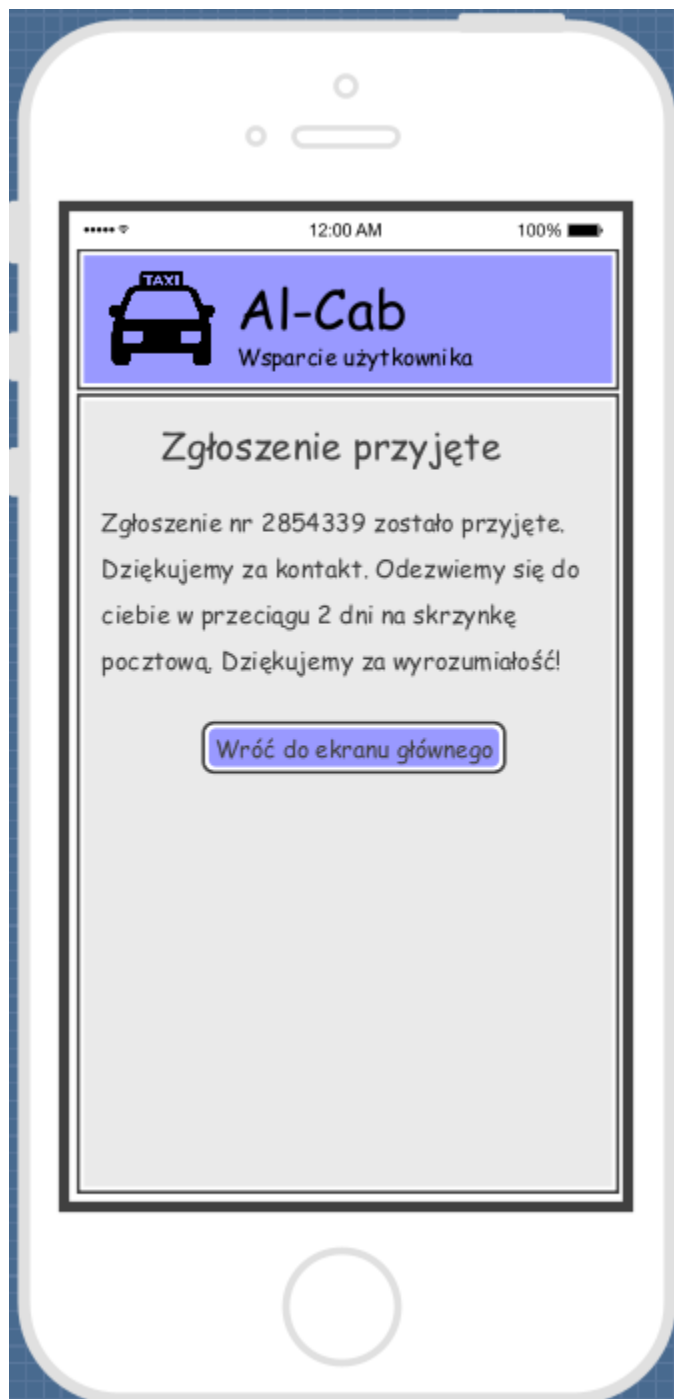 12:00 AM
100%
TAXI
Al-Cab
Wsparcie użytkownika
Zgłoszenie przyjęte
Zgłoszenie nr 2854339 zostało przyjęte.
Dziękujemy za kontakt. Odezwiemy się do
ciebie w przeciągu 2 dni na skrzynkę
pocztową. Dziękujemy za wyrozumiałość!
Wróć do ekranu głównego